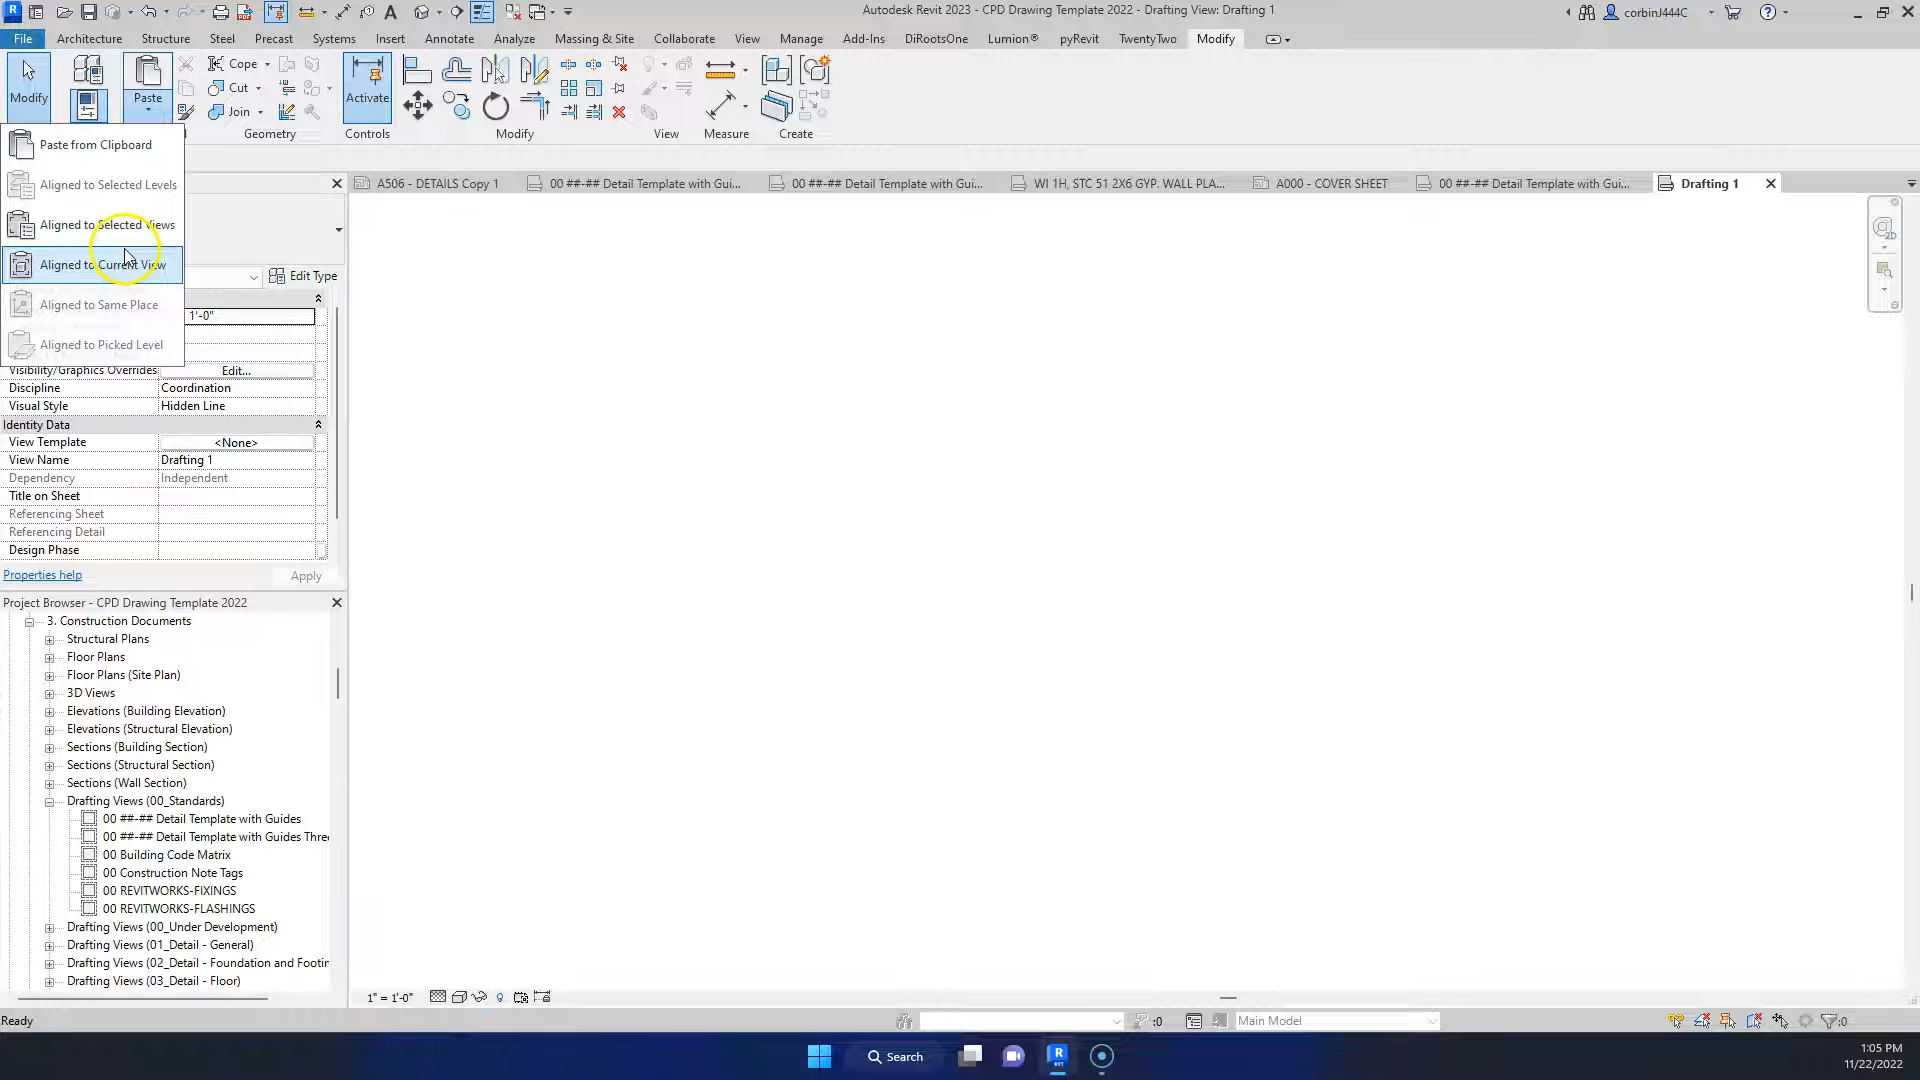 Autodesk Revit 2023 - CPD Drawing Template 2022 - Drafting View: Drafting 1
corbinJ444C
File Architecture Structure Steel Precast Systems Insert Annotate Analyze Massing & Site Collaborate View Manage Add-Ins DiRootsOne Lumion® pyRevit TwentyTwo Modify
Modify
Paste
Cope
Cut
Join
Activate
Geometry Controls Modify View Measure Create
Paste from Clipboard
Aligned to Selected Levels
Aligned to Selected Views
Aligned to Current View
Aligned to Same Place
Aligned to Picked Level
A506 - DETAILS Copy 1
00 ##-## Detail Template with Gui...
00 ##-## Detail Template with Gui...
WI 1H, STC 51 2X6 GYP. WALL PLA...
A000 - COVER SHEET
00 ##-## Detail Template with Gui...
Drafting 1
Edit Type
1'-0"
Visibility/Graphics Overrides Edit...
Discipline Coordination
Visual Style Hidden Line
Identity Data
View Template <None>
View Name Drafting 1
Dependency Independent
Title on Sheet
Referencing Sheet
Referencing Detail
Design Phase
Properties help Apply
Project Browser - CPD Drawing Template 2022
3. Construction Documents
Structural Plans
Floor Plans
Floor Plans (Site Plan)
3D Views
Elevations (Building Elevation)
Elevations (Structural Elevation)
Sections (Building Section)
Sections (Structural Section)
Sections (Wall Section)
Drafting Views (00_Standards)
00 ##-## Detail Template with Guides
00 ##-## Detail Template with Guides Three
00 Building Code Matrix
00 Construction Note Tags
00 REVITWORKS-FIXINGS
00 REVITWORKS-FLASHINGS
Drafting Views (00_Under Development)
Drafting Views (01_Detail - General)
Drafting Views (02_Detail - Foundation and Footin
Drafting Views (03_Detail - Floor)
1" = 1'-0"
Ready
:0
Main Model
:0
Search
1:05 PM
11/22/2022